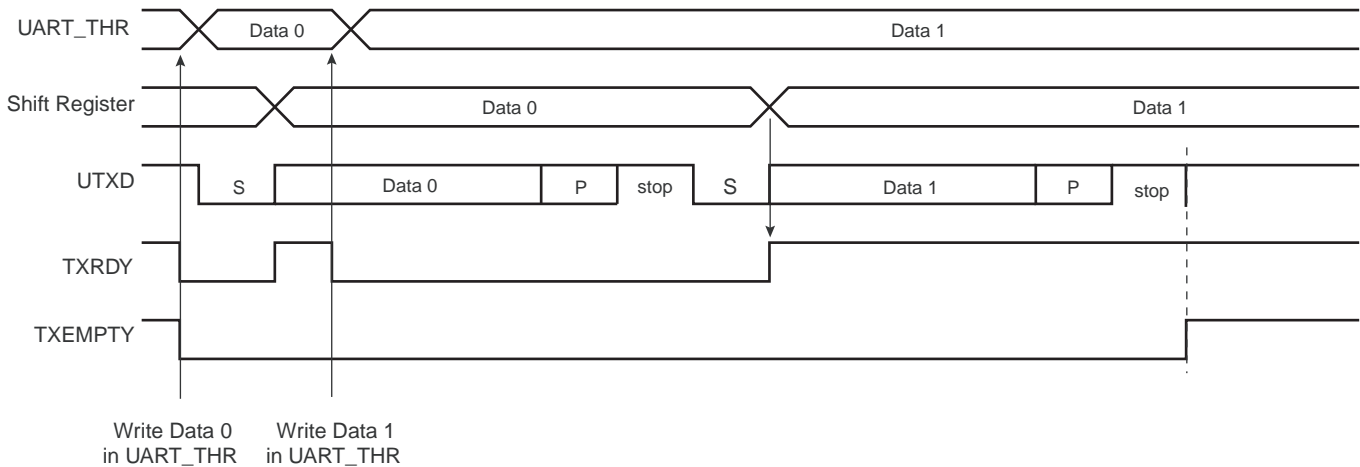 UART_THR
Data 0
Data 1
Shift Register
Data 0
Data 1
UTXD
S
Data 0
P
stop
S
Data 1
P
stop
TXRDY
TXEMPTY
Write Data 0
in UART_THR
Write Data 1
in UART_THR